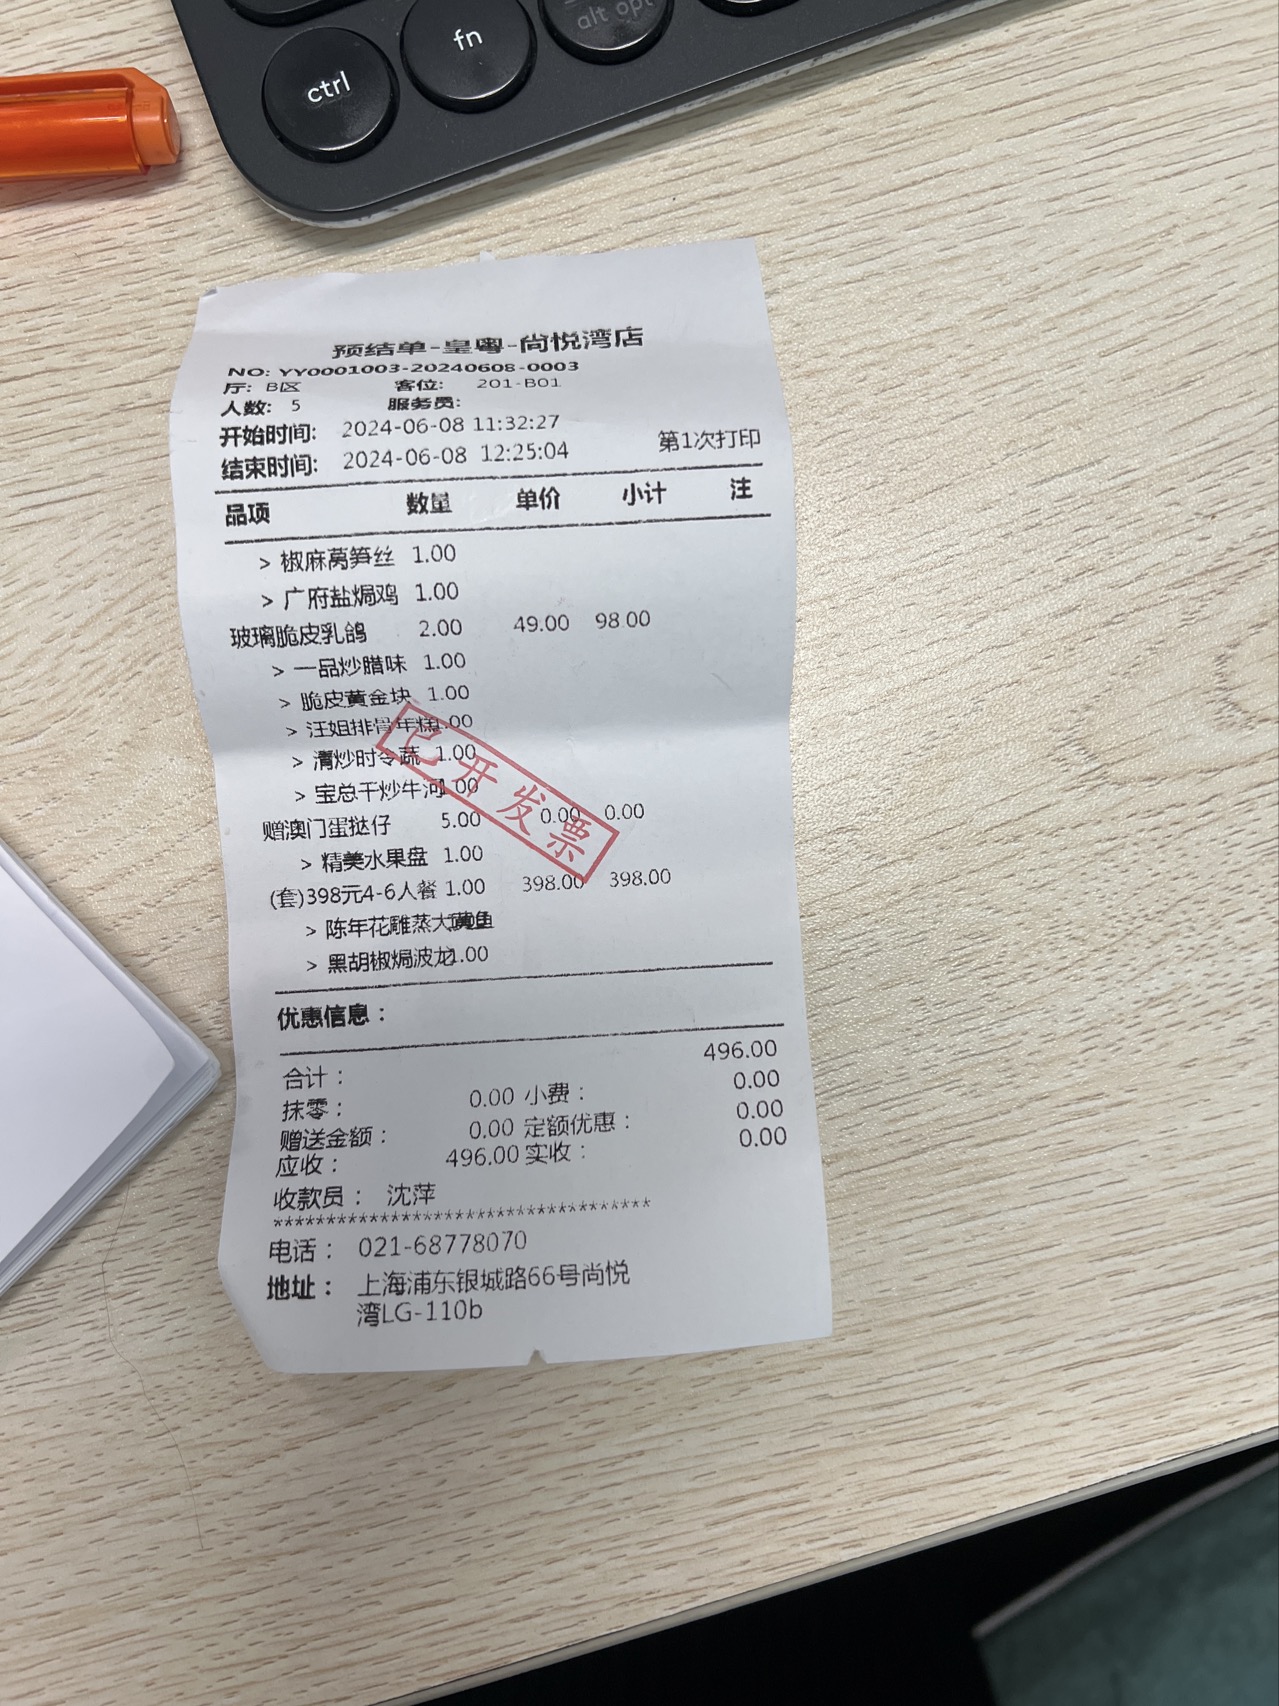 ctrl
fn
alt opt
预结单-皇粤-尚悦湾店
NO: YY0001003-20240608-0003
厅: B区 客位: 201-B01
人数: 5 服务员:
开始时间: 2024-06-08 11:32:27
结束时间: 2024-06-08 12:25:04 第1次打印
品项 数量 单价 小计 注
> 椒麻莴笋丝 1.00
> 广府盐焗鸡 1.00
玻璃脆皮乳鸽 2.00 49.00 98.00
> 一品炒腊味 1.00
> 脆皮黄金块 1.00
> 汪姐排骨年糕1.00
> 清炒时令蔬 1.00
> 宝总干炒牛河1.00
赠澳门蛋挞仔 5.00 0.00 0.00
> 精美水果盘 1.00
(套)398元4-6人餐 1.00 398.00 398.00
> 陈年花雕蒸大黄鱼
> 黑胡椒焗波龙1.00
已开发票
优惠信息：
合计： 496.00
抹零： 0.00 小费： 0.00
赠送金额： 0.00 定额优惠： 0.00
应收： 496.00 实收： 0.00
收款员： 沈萍
************************************
电话： 021-68778070
地址： 上海浦东银城路66号尚悦
湾LG-110b